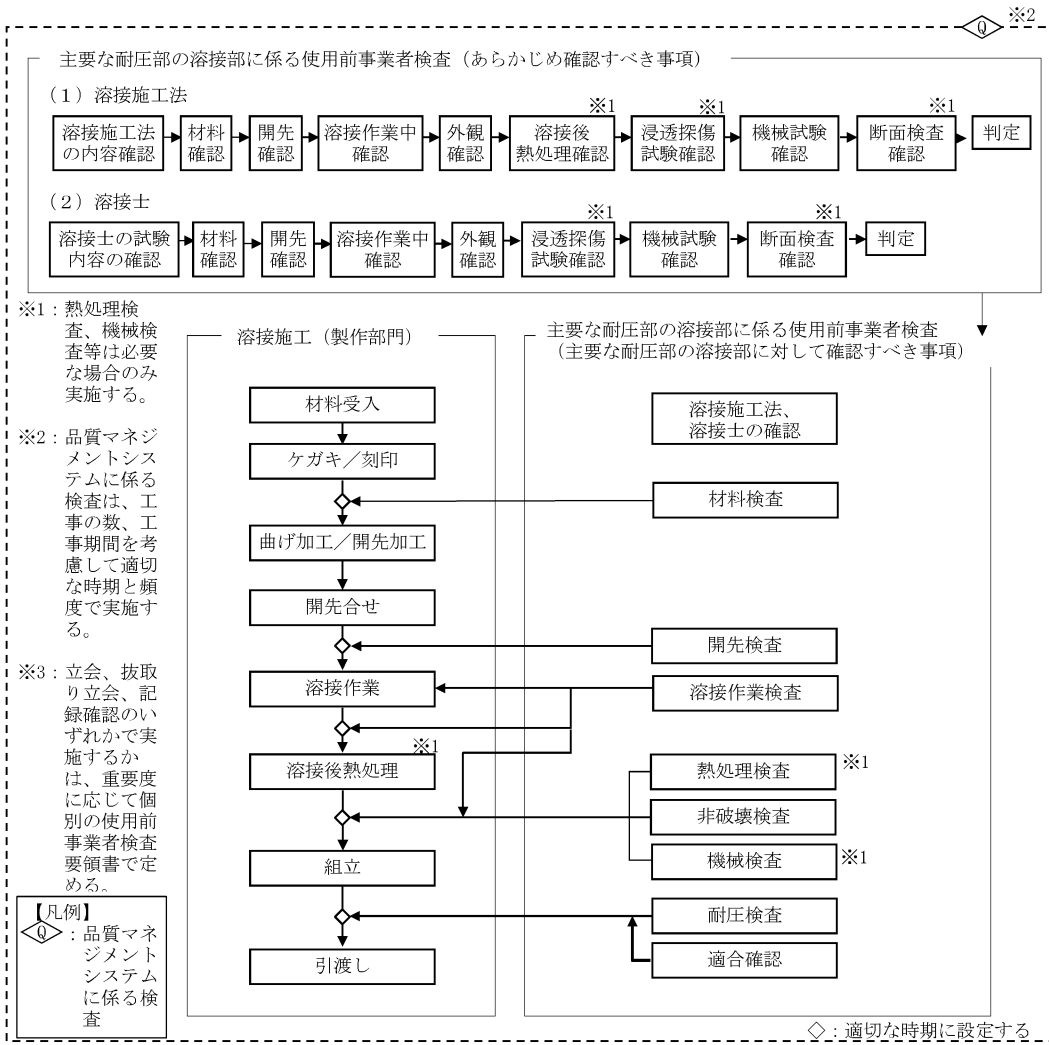 Q ※2
主要な耐圧部の溶接部に係る使用前事業者検査（あらかじめ確認すべき事項）
（１）溶接施工法
溶接施工法
の内容確認
材料
確認
開先
確認
溶接作業中
確認
外観
確認
※1
溶接後
熱処理確認
※1
浸透探傷
試験確認
機械試験
確認
※1
断面検査
確認
判定
（２）溶接士
溶接士の試験
内容の確認
材料
確認
開先
確認
溶接作業中
確認
外観
確認
※1
浸透探傷
試験確認
機械試験
確認
※1
断面検査
確認
判定
※1：熱処理検
査、機械検
査等は必要
な場合のみ
実施する。
※2：品質マネジ
メントシス
テムに係る
検査は、工
事の数、工
事期間を考
慮して適切
な時期と頻
度で実施す
る。
※3：立会、抜取
り立会、記
録確認のい
ずれかで実
施するか
は、重要度
に応じて個
別の使用前
事業者検査
要領書で定
める。
【凡例】
Q：品質マネ
ジメント
システム
に係る検
査
溶接施工（製作部門）
材料受入
ケガキ／刻印
曲げ加工／開先加工
開先合せ
溶接作業
※1
溶接後熱処理
組立
引渡し
主要な耐圧部の溶接部に係る使用前事業者検査
（主要な耐圧部の溶接部に対して確認すべき事項）
溶接施工法、
溶接士の確認
材料検査
開先検査
溶接作業検査
熱処理検査 ※1
非破壊検査
機械検査 ※1
耐圧検査
適合確認
◇：適切な時期に設定する